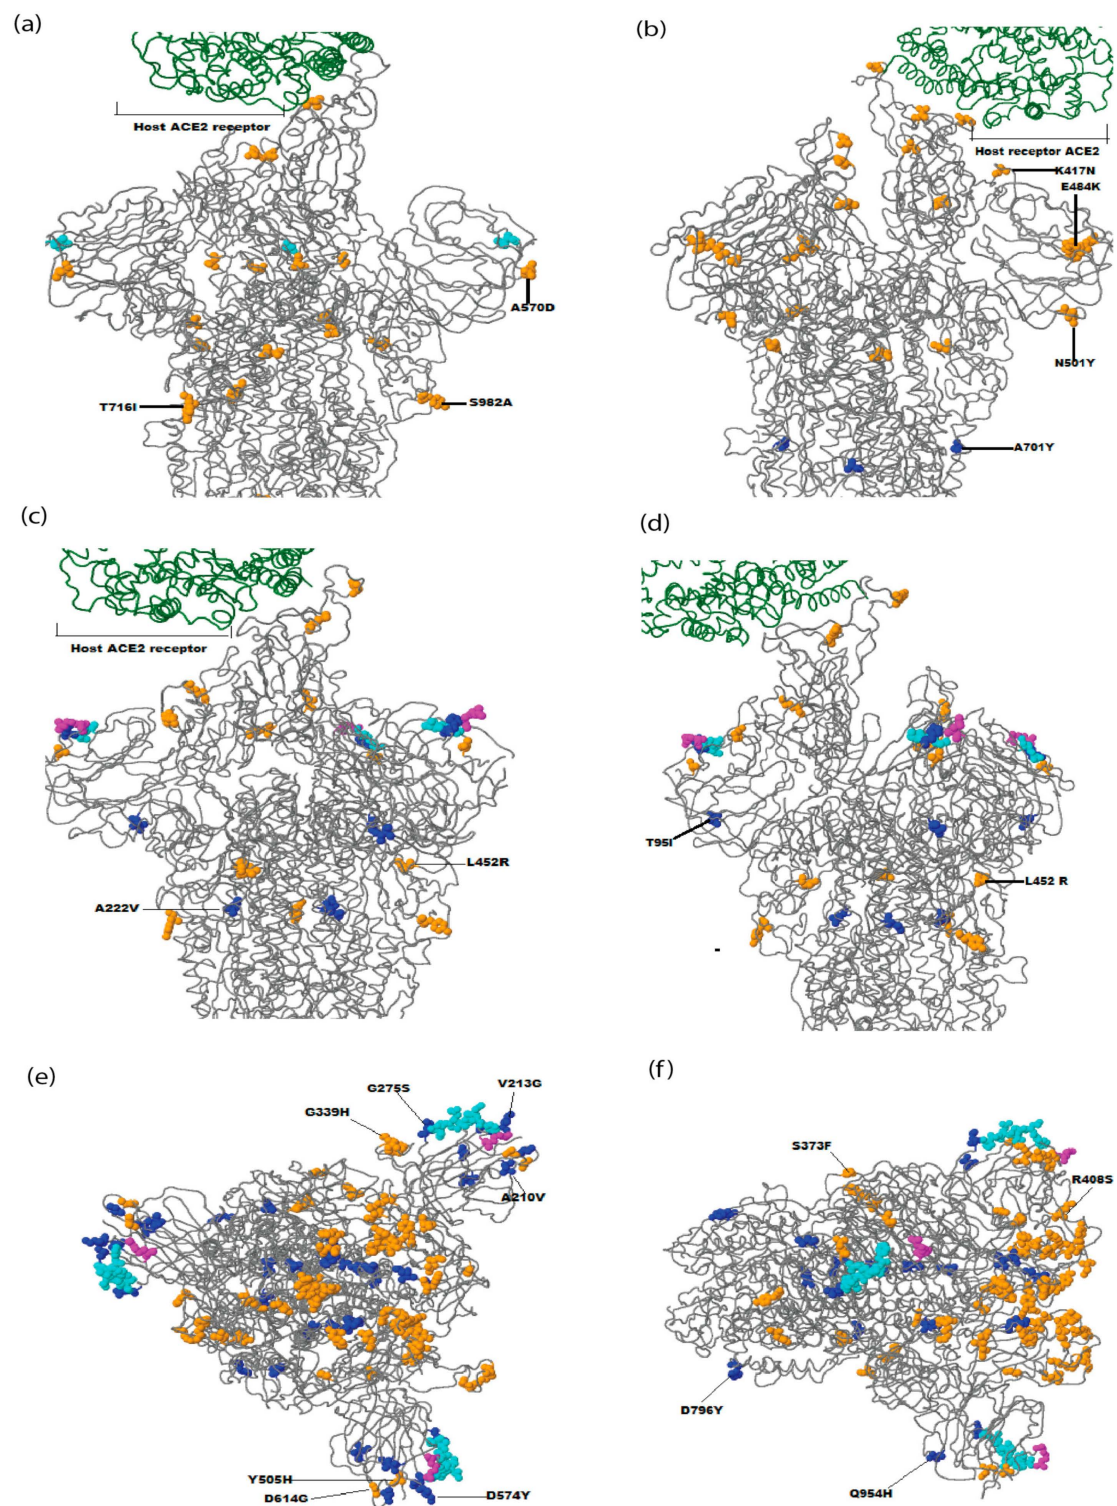 (a)
Host ACE2 receptor
A570D
T716I
S982A
(b)
Host receptor ACE2
K417N
E484K
N501Y
A701Y
(c)
Host ACE2 receptor
L452R
A222V
(d)
T95I
L452 R
(e)
G275S
V213G
G339H
A210V
Y505H
D614G
D574Y
(f)
S373F
R408S
D796Y
Q954H